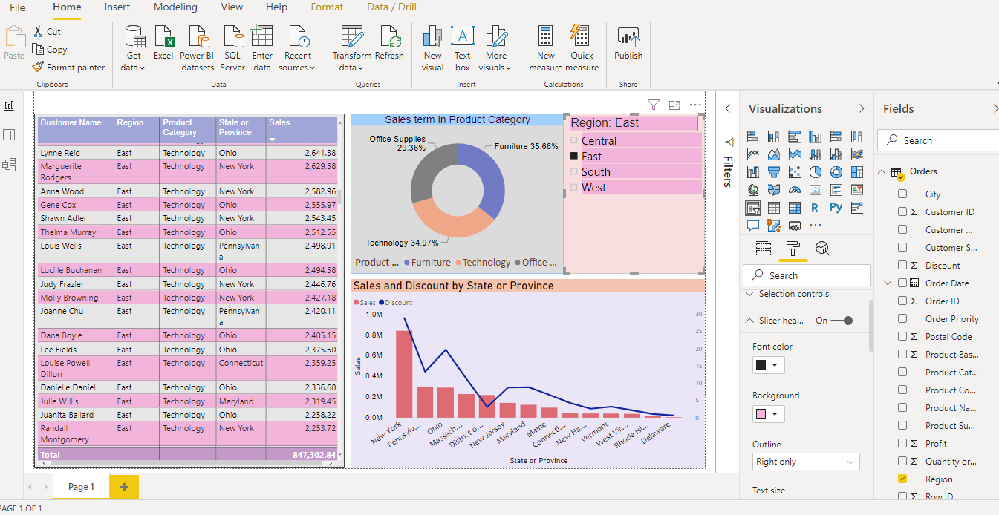 File Home Insert Modeling View Help Format Data / Drill
Paste
Cut
Copy
Format painter
Clipboard
Get data
Excel
Power BI datasets
SQL Server
Enter data
Recent sources
Data
Transform data
Refresh
Queries
New visual
Text box
More visuals
Insert
New measure
Quick measure
Calculations
Publish
Share
Customer Name Region Product Category State or Province Sales
Lynne Reid East Technology Ohio 2,641.38
Marguerite Rodgers East Technology New York 2,629.58
Anna Wood East Technology New York 2,582.96
Gene Cox East Technology Ohio 2,555.97
Shawn Adler East Technology New York 2,543.45
Thelma Murray East Technology Ohio 2,512.55
Louis Wells East Technology Pennsylvania 2,498.91
Lucille Buchanan East Technology Ohio 2,494.58
Judy Frazier East Technology New York 2,446.76
Molly Browning East Technology New York 2,427.18
Joanne Chu East Technology Pennsylvania 2,420.11
Dana Boyle East Technology Ohio 2,405.15
Lee Fields East Technology Ohio 2,375.50
Louise Powell Dillon East Technology Connecticut 2,359.25
Danielle Daniel East Technology Ohio 2,336.60
Julie Willis East Technology Maryland 2,319.45
Juanita Ballard East Technology Ohio 2,258.22
Randall Montgomery East Technology New York 2,253.72
Total 847,302.84
Sales term in Product Category
Office Supplies
29.36%
Furniture 35.66%
Technology 34.97%
Product ... Furniture Technology Office ...
Region: East
Central
East
South
West
Sales and Discount by State or Province
Sales Discount
1.0M
0.8M
0.6M
0.4M
0.2M
0.0M
Sales
30
25
20
15
10
5
0
New York
Pennsylv...
Ohio
Massach...
District o...
New Jersey
Maryland
Maine
Connecti...
New Ha...
Vermont
West Vir...
Rhode Isl...
Delaware
State or Province
Filters
Visualizations
R
Py
123
Search
Selection controls
Slicer hea... On
Font color
Background
Outline
Right only
Text size
Fields
Search
Orders
City
Customer ID
Customer ...
Customer S...
Discount
Order Date
Order ID
Order Priority
Postal Code
Product Bas...
Product Cat...
Product Co...
Product Na...
Product Su...
Profit
Quantity or...
Region
Row ID
Page 1
PAGE 1 OF 1